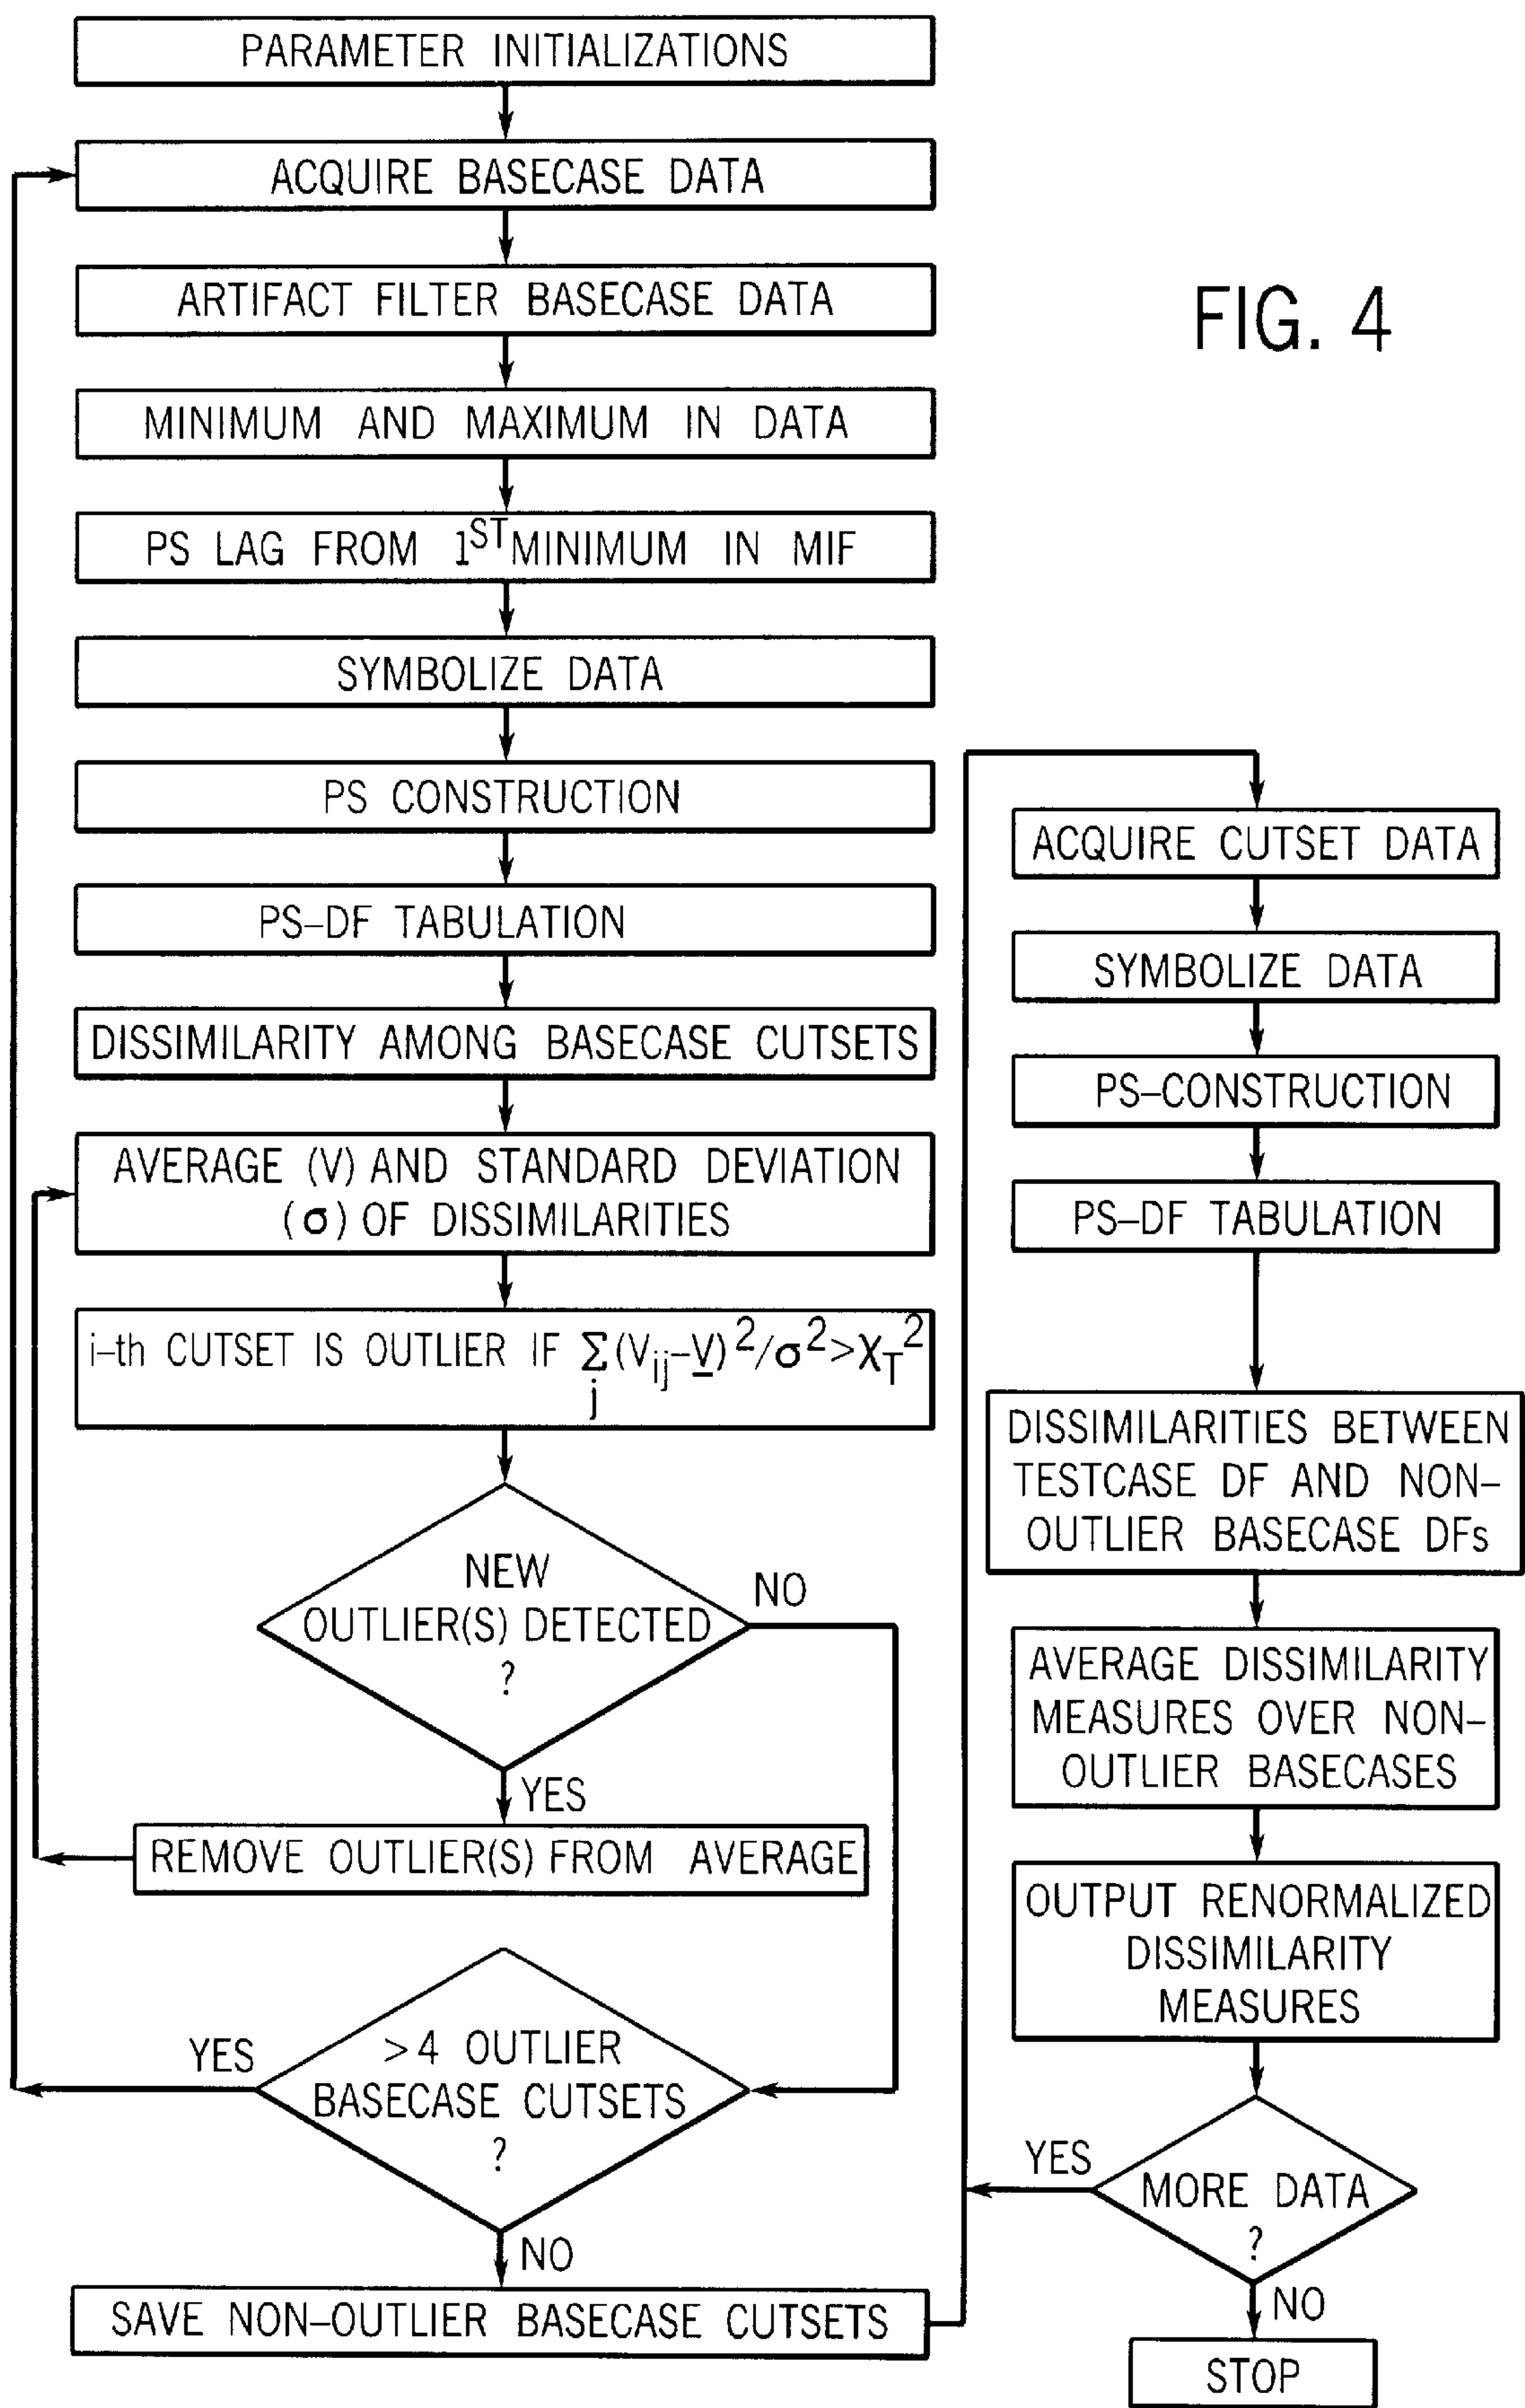 PARAMETER INITIALIZATIONS
ACQUIRE BASECASE DATA
ARTIFACT FILTER BASECASE DATA
MINIMUM AND MAXIMUM IN DATA
PS LAG FROM 1ST MINIMUM IN MIF
SYMBOLIZE DATA
PS CONSTRUCTION
PS–DF TABULATION
DISSIMILARITY AMONG BASECASE CUTSETS
AVERAGE (V) AND STANDARD DEVIATION
(σ) OF DISSIMILARITIES
i–th CUTSET IS OUTLIER IF Σ (Vij–V)2/σ2>χT2
j
NEW
OUTLIER(S) DETECTED
?
NO
YES
REMOVE OUTLIER(S) FROM AVERAGE
>4 OUTLIER
BASECASE CUTSETS
?
YES
NO
SAVE NON–OUTLIER BASECASE CUTSETS
FIG. 4
ACQUIRE CUTSET DATA
SYMBOLIZE DATA
PS–CONSTRUCTION
PS–DF TABULATION
DISSIMILARITIES BETWEEN
TESTCASE DF AND NON–
OUTLIER BASECASE DFs
AVERAGE DISSIMILARITY
MEASURES OVER NON–
OUTLIER BASECASES
OUTPUT RENORMALIZED
DISSIMILARITY
MEASURES
YES
MORE DATA
?
NO
STOP